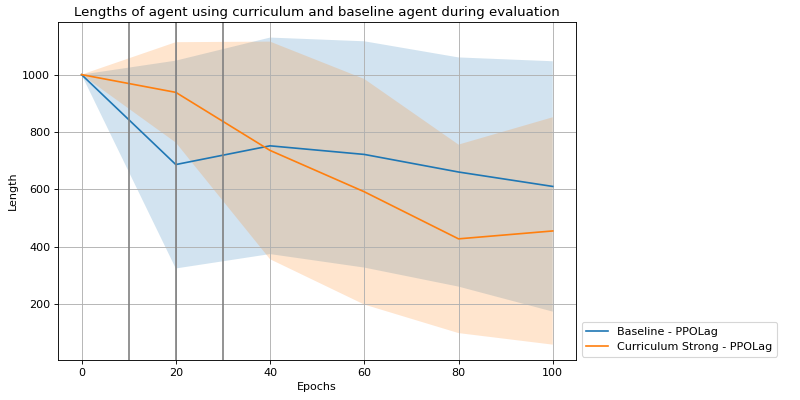 Lengths of agent using curriculum and baseline agent during evaluation
1000
800
600
400
200
Length
0 20 40 60 80 100
Epochs
Baseline - PPOLag
Curriculum Strong - PPOLag